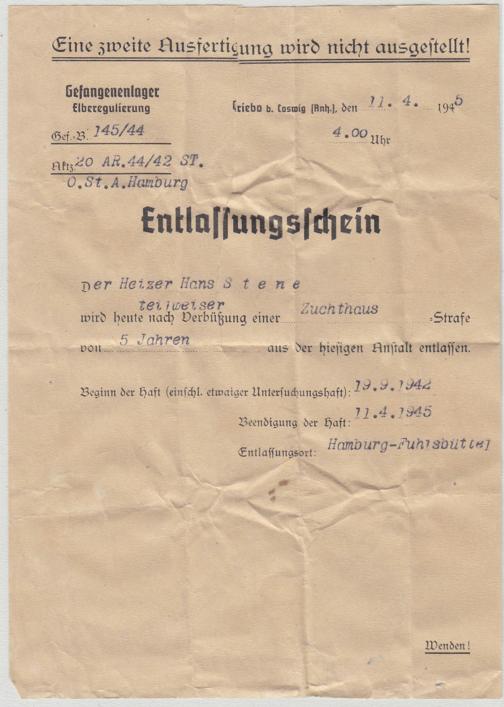 Eine zweite Ausfertigung wird nicht ausgestellt!
Gefangenenlager
Elberegulierung
Griebo b. Coswig (Anh.), den 11. 4. 1945
Gef.-B. 145/44
4.00 Uhr
Aktz. 20 AR.44/42 ST.
O.St.A.Hamburg
Entlassungsschein
Der Heizer Hans S t e n e
teilweiser
wird heute nach Verbüßung einer Zuchthaus -Strafe
von 5 Jahren aus der hiesigen Anstalt entlassen.
Beginn der Haft (einschl. etwaiger Untersuchungshaft): 19.9.1942
Beendigung der Haft: 11.4.1945
Entlassungsort: Hamburg-Fuhlsbüttel
Wenden!